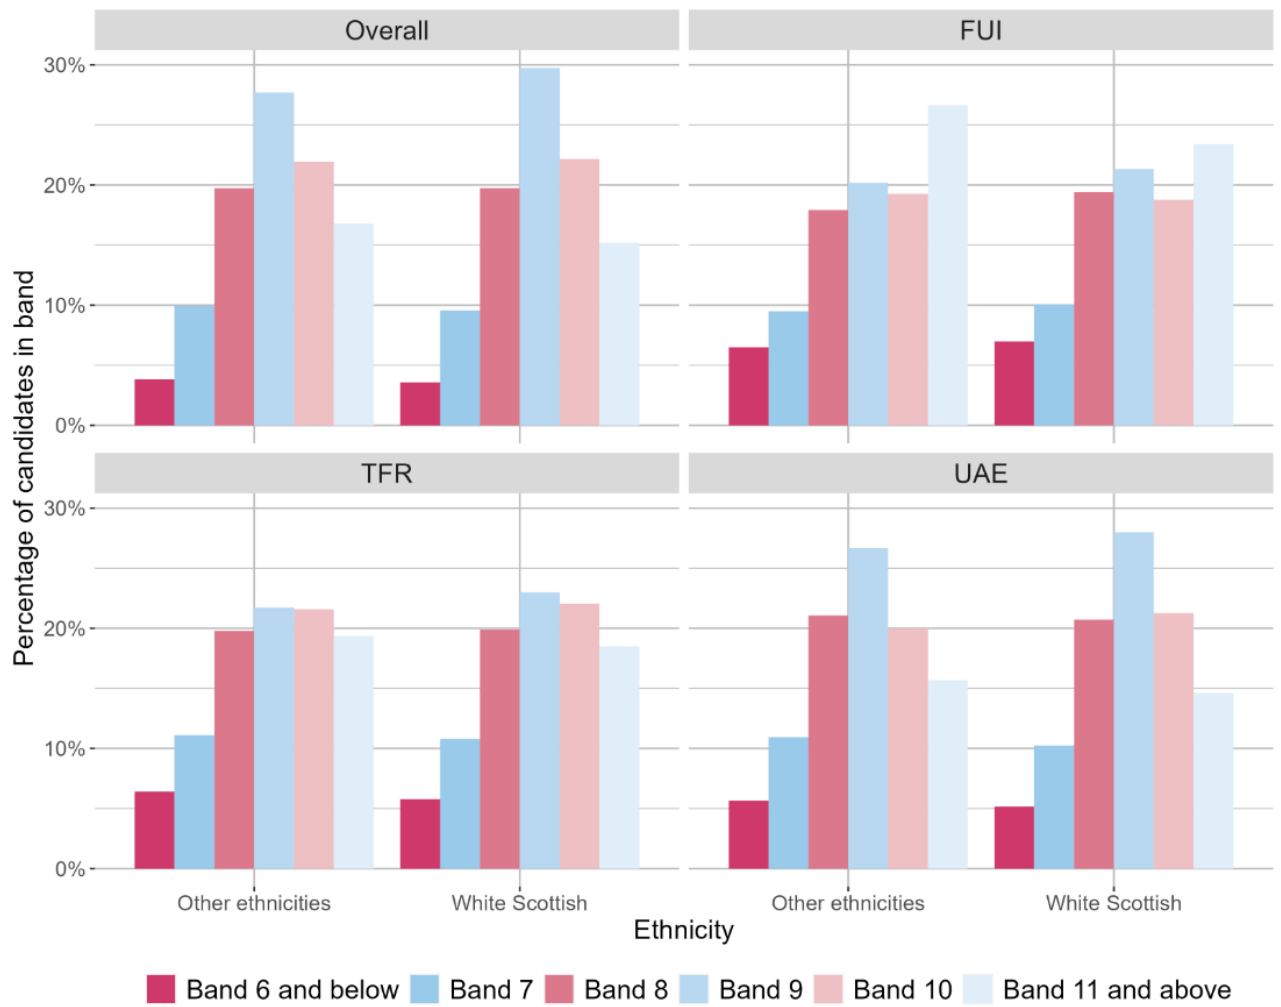 Overall
FUI
30%
20%
10%
0%
TFR
UAE
30%
20%
10%
0%
Percentage of candidates in band
Other ethnicities
White Scottish
Other ethnicities
White Scottish
Ethnicity
Band 6 and below Band 7 Band 8 Band 9 Band 10 Band 11 and above